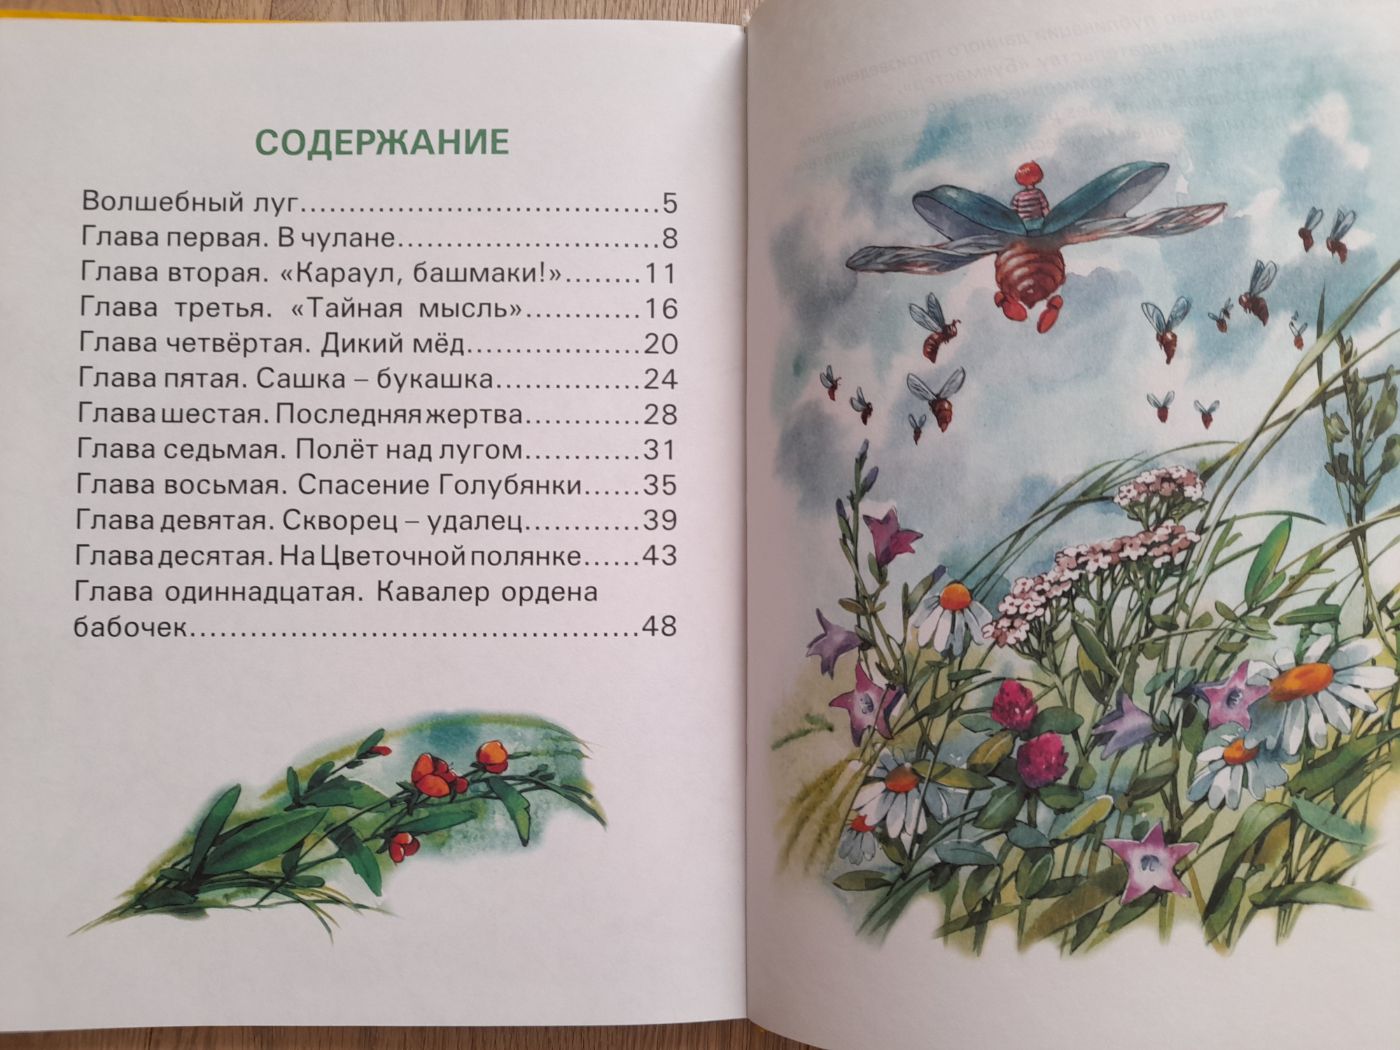 СОДЕРЖАНИЕ
Волшебный луг.....................................5
Глава первая. В чулане...........................8
Глава вторая. «Караул, башмаки!»........11
Глава третья. «Тайная мысль»............16
Глава четвёртая. Дикий мёд..................20
Глава пятая. Сашка – букашка...............24
Глава шестая. Последняя жертва............28
Глава седьмая. Полёт над лугом............31
Глава восьмая. Спасение Голубянки......35
Глава девятая. Скворец – удалец............39
Глава десятая. На Цветочной полянке......43
Глава одиннадцатая. Кавалер ордена
бабочек.............................................48